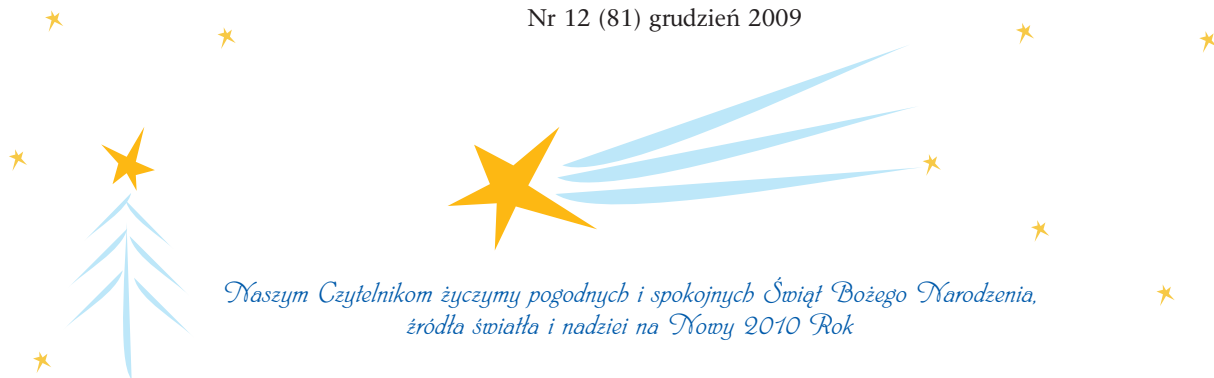 Nr 12 (81) grudzień 2009
Naszym Czytelnikom życzymy pogodnych i spokojnych Świąt Bożego Narodzenia,
źródła światła i nadziei na Nowy 2010 Rok